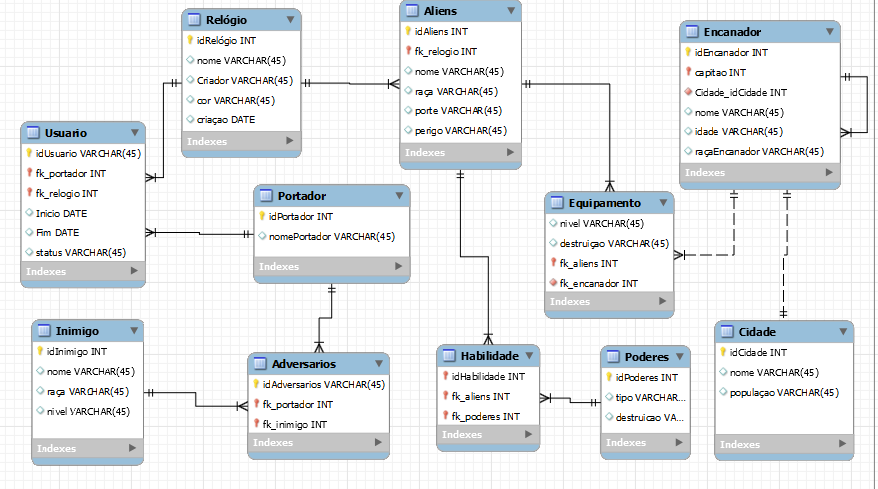 Relógio
idRelógio INT
nome VARCHAR(45)
Criador VARCHAR(45)
cor VARCHAR(45)
criaçao DATE
Indexes
Aliens
idAliens INT
fk_relogio INT
nome VARCHAR(45)
raça VARCHAR(45)
porte VARCHAR(45)
perigo VARCHAR(45)
Indexes
Encanador
idEncanador INT
capitao INT
Cidade_idCidade INT
nome VARCHAR(45)
idade VARCHAR(45)
raçaEncanador VARCHAR(45)
Indexes
Usuario
idUsuario VARCHAR(45)
fk_portador INT
fk_relogio INT
Início DATE
Fim DATE
status VARCHAR(45)
Indexes
Portador
idPortador INT
nomePortador VARCHAR(45)
Indexes
Equipamento
nivel VARCHAR(45)
destruiçao VARCHAR(45)
fk_aliens INT
fk_encanador INT
Indexes
Inimigo
idInimigo INT
nome VARCHAR(45)
raça VARCHAR(45)
nivel VARCHAR(45)
Indexes
Adversarios
idAdversarios VARCHAR(45)
fk_portador INT
fk_inimigo INT
Indexes
Habilidade
idHabilidade INT
fk_aliens INT
fk_poderes INT
Indexes
Poderes
idPoderes INT
tipo VARCHAR...
destruicao VA...
Indexes
Cidade
idCidade INT
nome VARCHAR(45)
populaçao VARCHAR(45)
Indexes